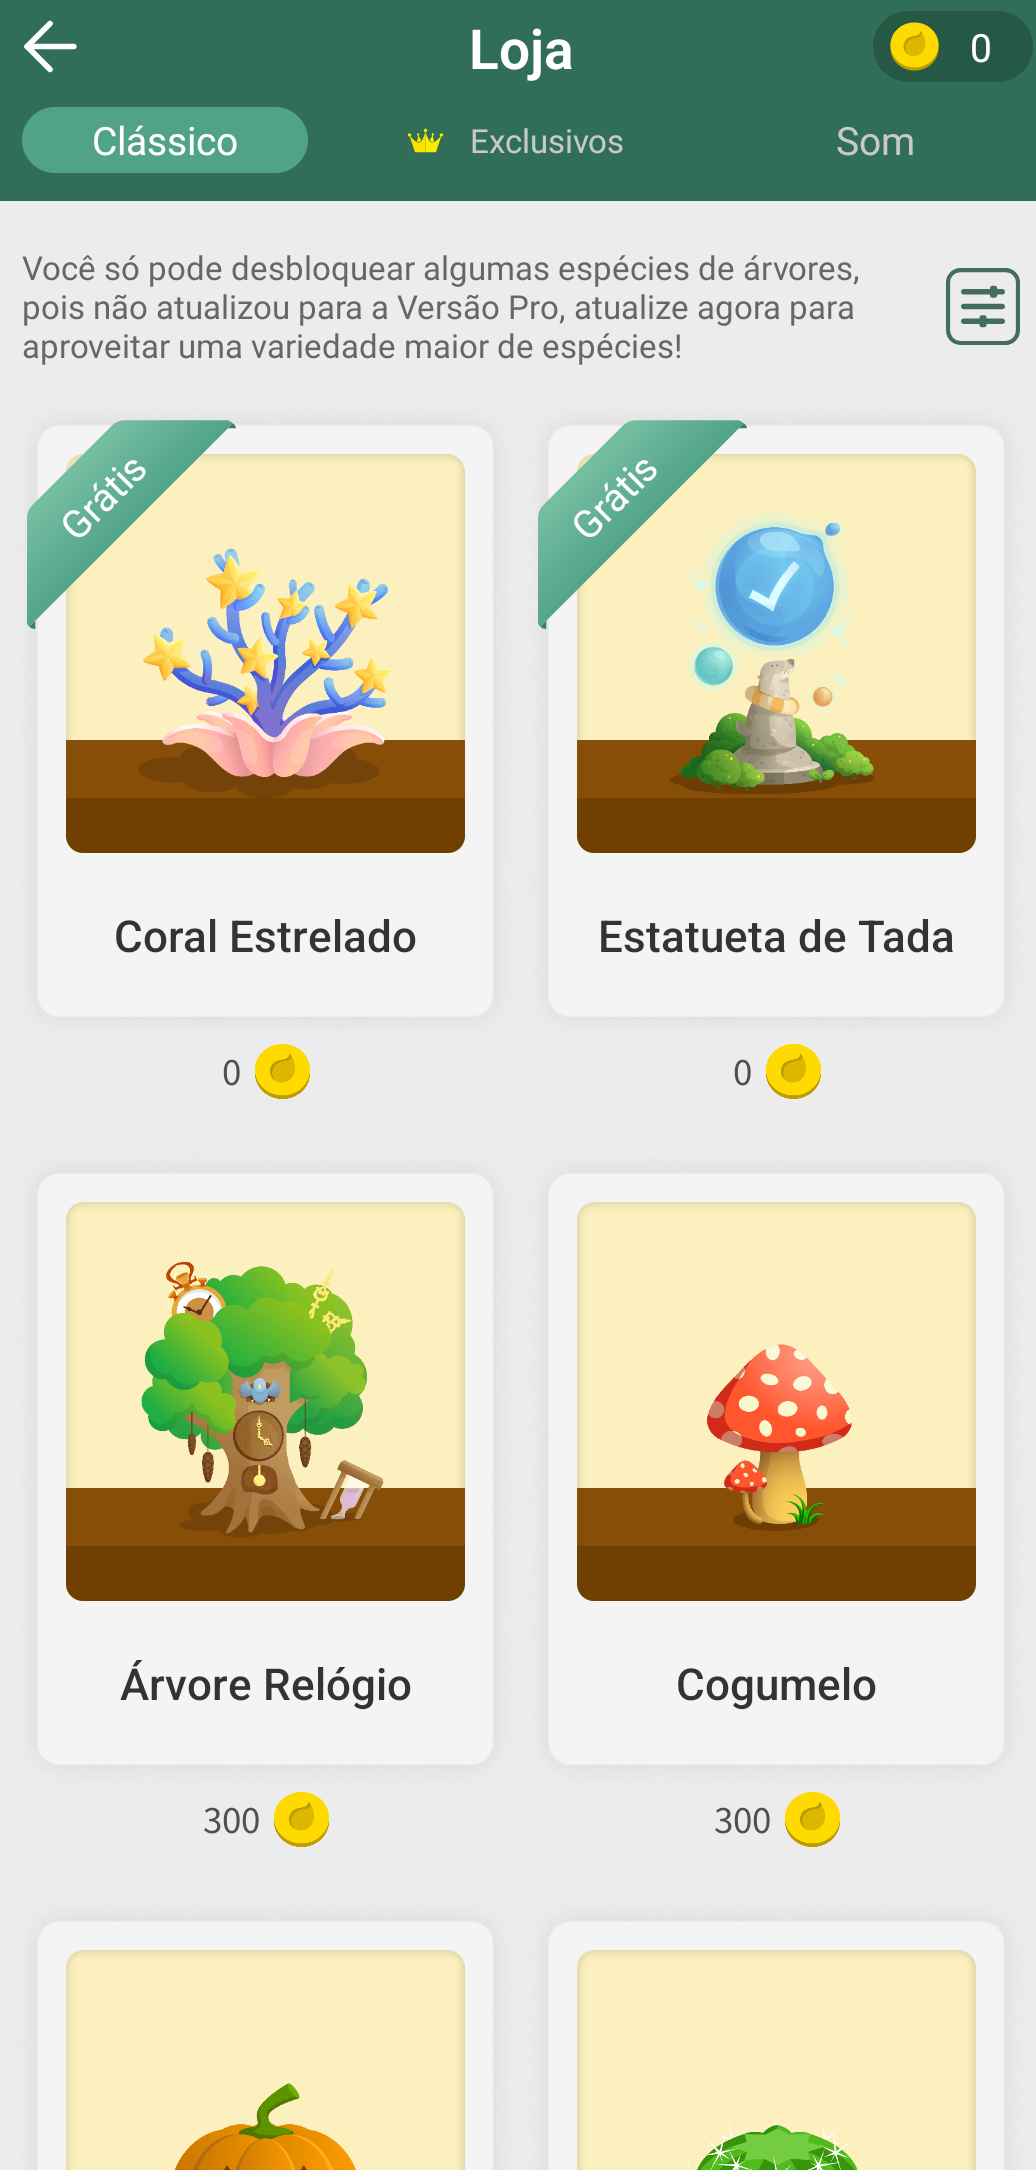 Loja
0
Clássico
Exclusivos
Som
Você só pode desbloquear algumas espécies de árvores,
pois não atualizou para a Versão Pro, atualize agora para
aproveitar uma variedade maior de espécies!
Grátis
Grátis
Coral Estrelado
Estatueta de Tada
0
0
Árvore Relógio
Cogumelo
300
300